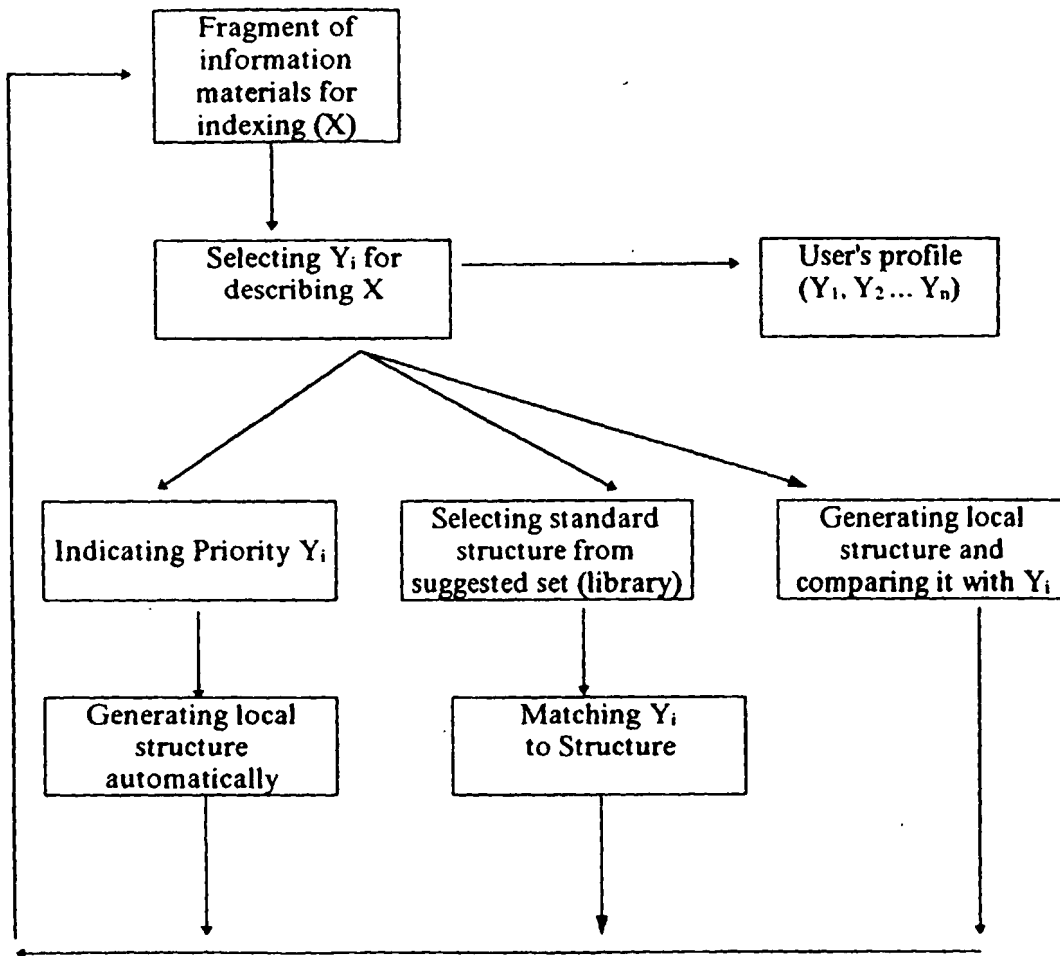 Fragment of
information
materials for
indexing (X)
Selecting Yᵢ for
describing X
User's profile
(Y₁, Y₂ ... Yₙ)
Indicating Priority Yᵢ
Selecting standard
structure from
suggested set (library)
Generating local
structure and
comparing it with Yᵢ
Generating local
structure
automatically
Matching Yᵢ
to Structure